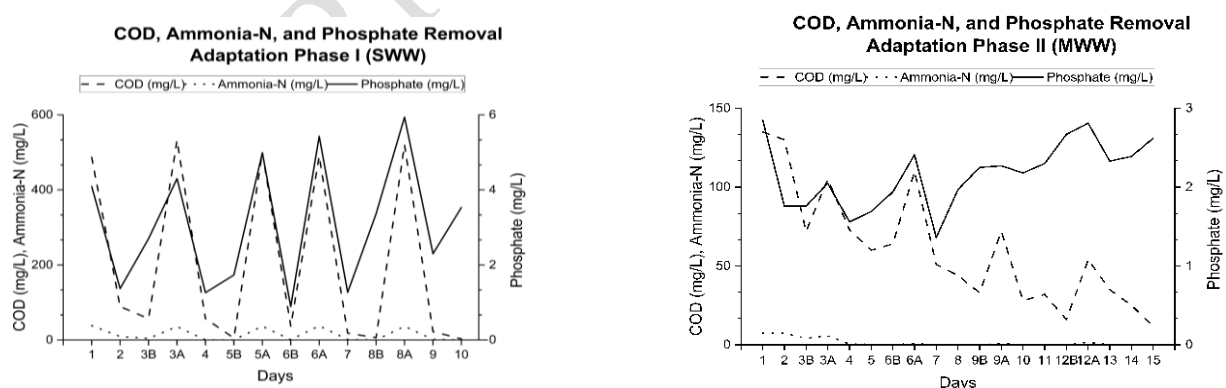 COD, Ammonia-N, and Phosphate Removal
Adaptation Phase I (SWW)
COD (mg/L) Ammonia-N (mg/L) Phosphate (mg/L)
600
400
200
0
6
4
2
0
COD (mg/L), Ammonia-N (mg/L)
Phosphate (mg/L)
1 2 3B 3A 4 5B 5A 6B 6A 7 8B 8A 9 10
Days
COD, Ammonia-N, and Phosphate Removal
Adaptation Phase II (MWW)
COD (mg/L) Ammonia-N (mg/L) Phosphate (mg/L)
150
100
50
0
3
2
1
0
COD (mg/L), Ammonia-N (mg/L)
Phosphate (mg/L)
1 2 3B 3A 4 5 6B 6A 7 8 9B 9A 10 11 12B 12A 13 14 15
Days